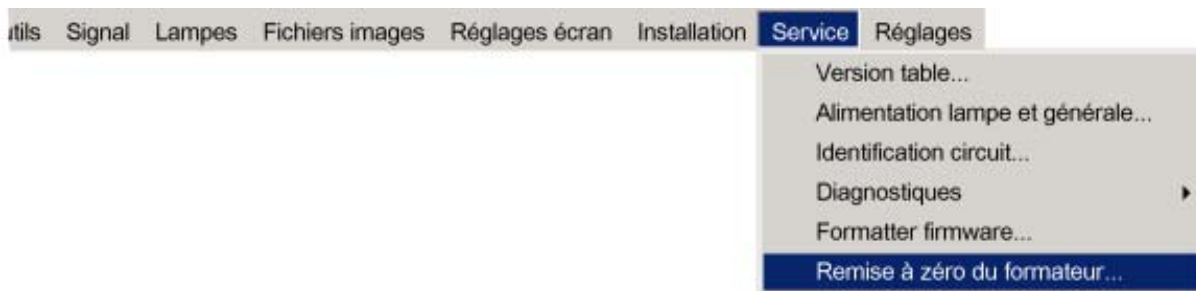 utils Signal Lampes Fichiers images Réglages écran Installation Service Réglages
Version table...
Alimentation lampe et générale...
Identification circuit...
Diagnostiques
Formatter firmware...
Remise à zéro du formateur...